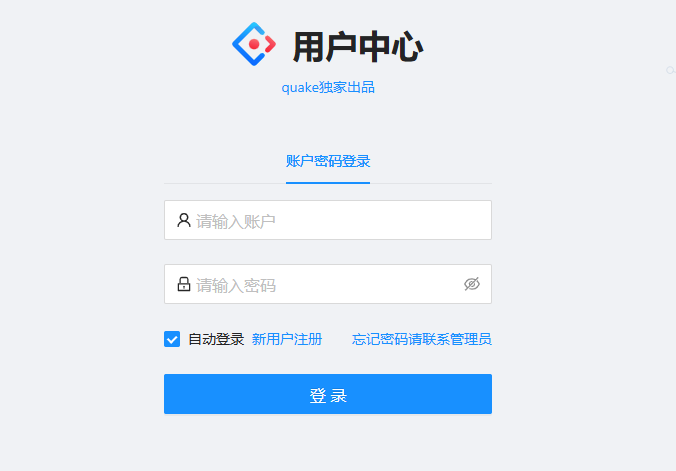 用户中心
quake独家出品
账户密码登录
请输入账户
请输入密码
自动登录 新用户注册 忘记密码请联系管理员
登 录